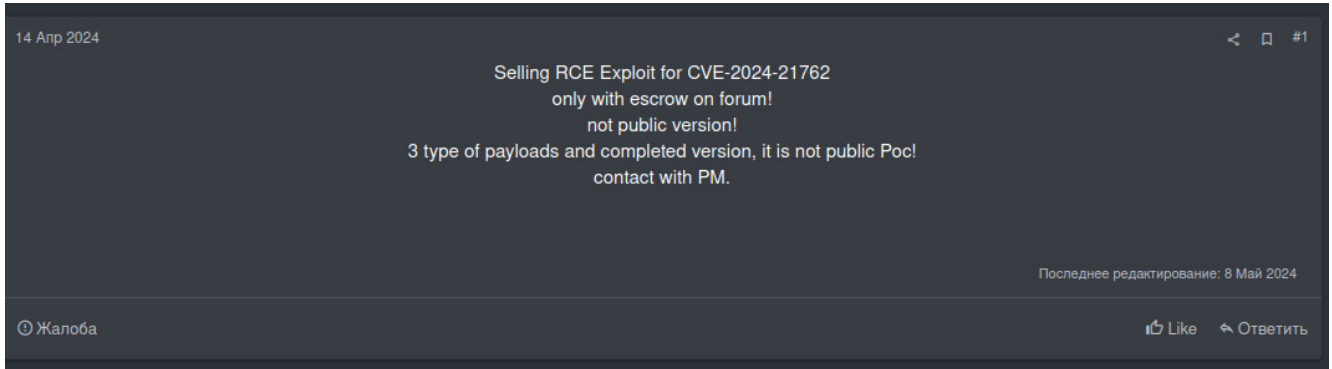 14 Апр 2024
#1
Selling RCE Exploit for CVE-2024-21762
only with escrow on forum!
not public version!
3 type of payloads and completed version, it is not public Poc!
contact with PM.
Последнее редактирование: 8 Май 2024
Жалоба
Like
Ответить